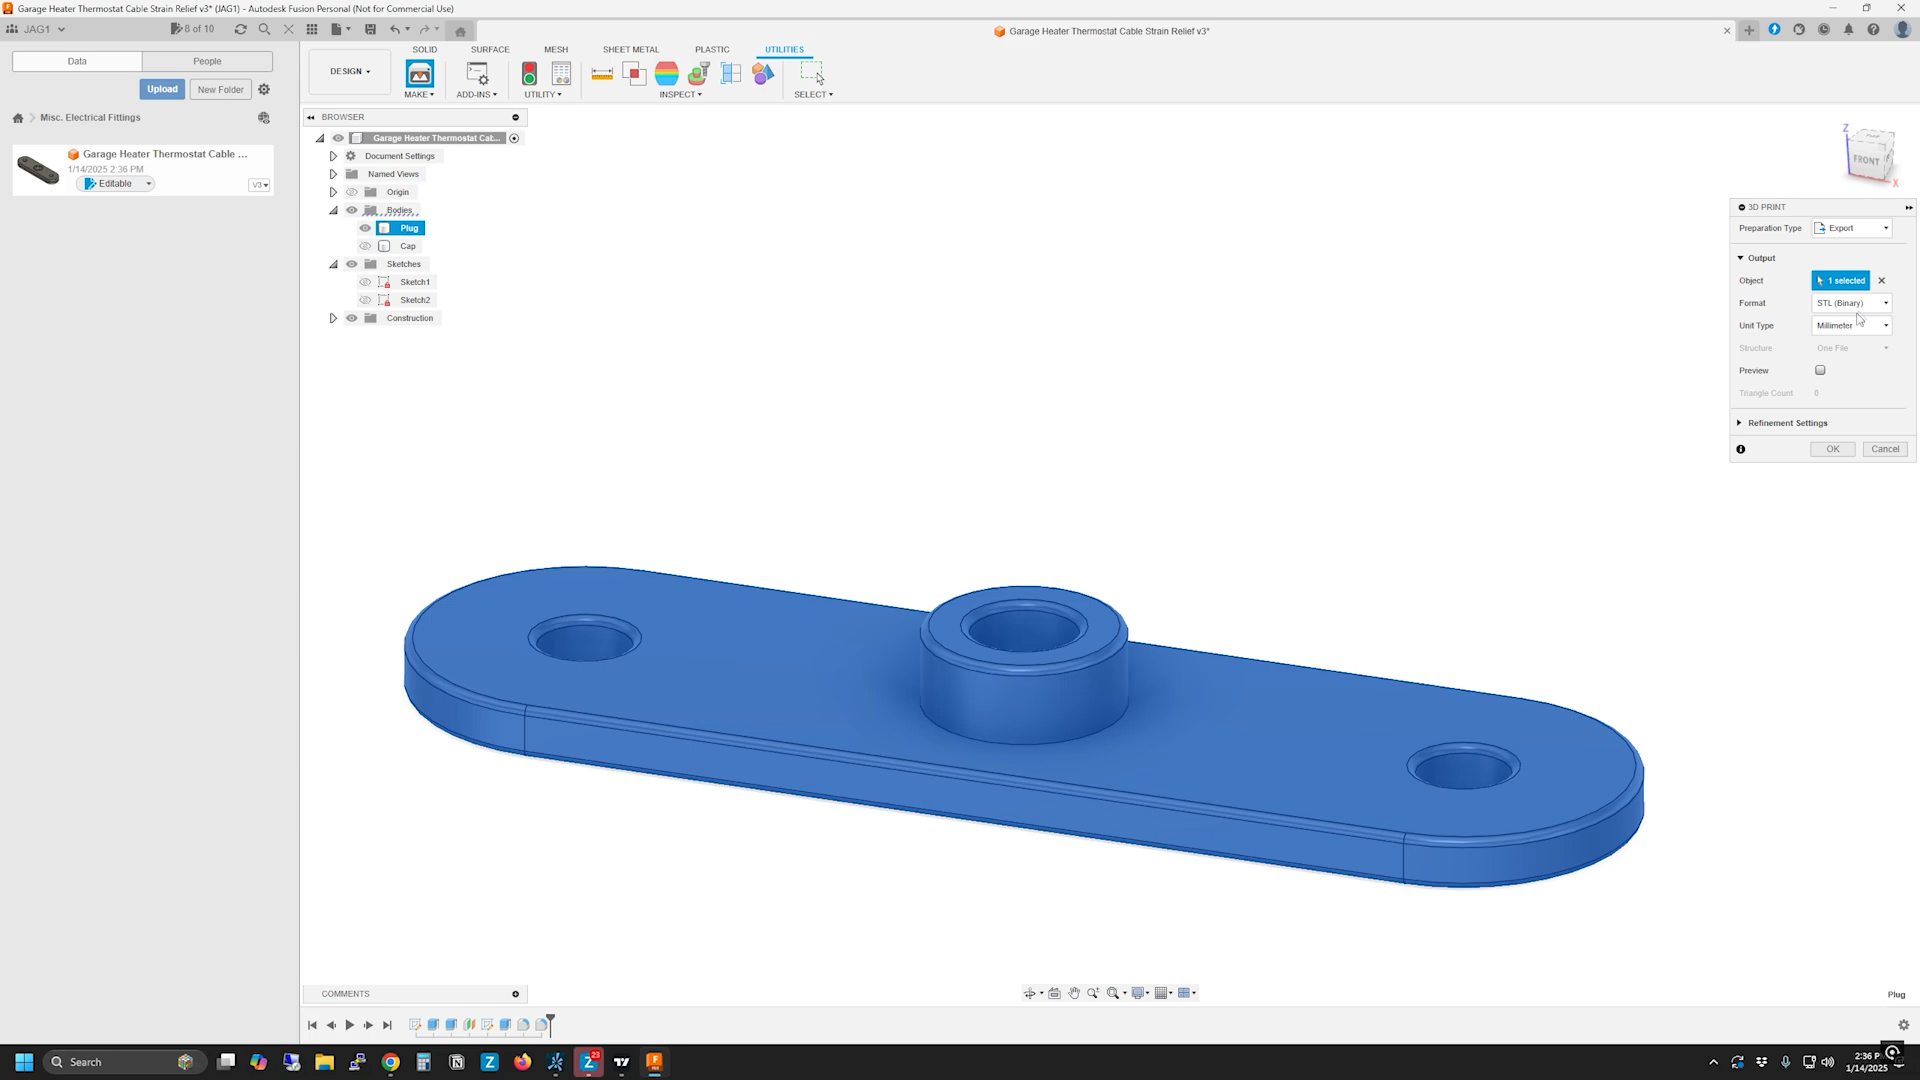 Garage Heater Thermostat Cable Strain Relief v3* (JAG1) - Autodesk Fusion Personal (Not for Commercial Use)
JAG1
8 of 10
Garage Heater Thermostat Cable Strain Relief v3*
Data
People
Upload
New Folder
Misc. Electrical Fittings
Garage Heater Thermostat Cable ...
1/14/2025 2:36 PM
Editable
V3
DESIGN
SOLID
SURFACE
MESH
SHEET METAL
PLASTIC
UTILITIES
MAKE
ADD-INS
UTILITY
INSPECT
SELECT
BROWSER
Garage Heater Thermostat Cabl...
Document Settings
Named Views
Origin
Bodies
Plug
Cap
Sketches
Sketch1
Sketch2
Construction
Z
TOP
FRONT
X
3D PRINT
Preparation Type
Export
Output
Object
1 selected
Format
STL (Binary)
Unit Type
Millimeter
Structure
One File
Preview
Triangle Count
0
Refinement Settings
OK
Cancel
COMMENTS
Plug
Search
23
2:36 P
1/14/2025